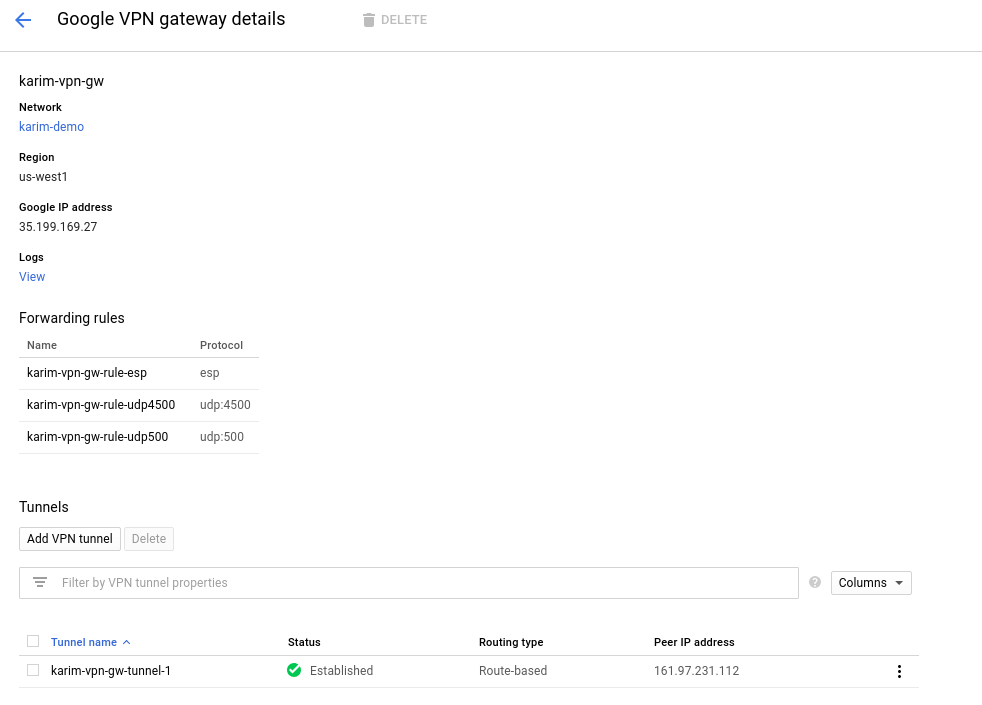 Google VPN gateway details DELETE
karim-vpn-gw
Network
karim-demo
Region
us-west1
Google IP address
35.199.169.27
Logs
View
Forwarding rules
Name Protocol
karim-vpn-gw-rule-esp esp
karim-vpn-gw-rule-udp4500 udp:4500
karim-vpn-gw-rule-udp500 udp:500
Tunnels
Add VPN tunnel Delete
Filter by VPN tunnel properties ? Columns
Tunnel name Status Routing type Peer IP address
karim-vpn-gw-tunnel-1 Established Route-based 161.97.231.112